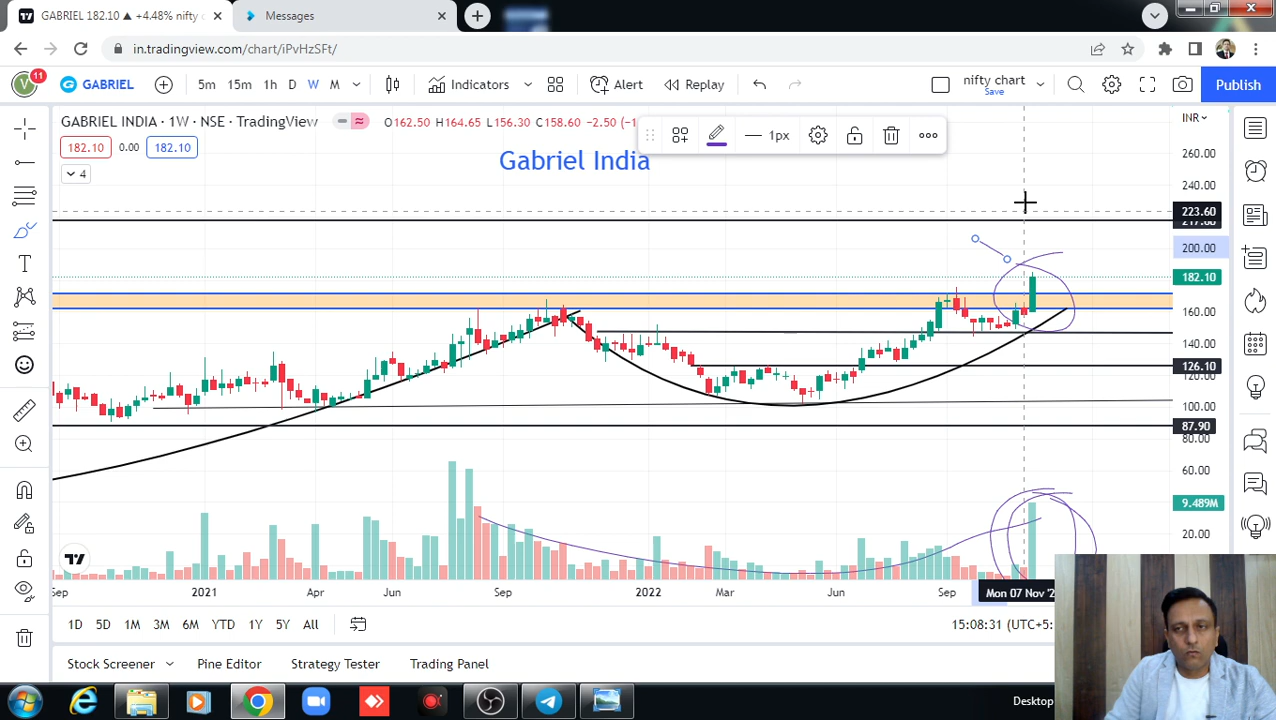 GABRIEL 182.10 ▲ +4.48% nifty
Messages
in.tradingview.com/chart/iPvHzSFt/
V
11
GABRIEL
5m 15m 1h D W M
Indicators
Alert
Replay
nifty chart
Save
Publish
GABRIEL INDIA · 1W · NSE · TradingView
O162.50 H164.65 L156.30 C158.60 −2.50
1px
INR
182.10 0.00 182.10
4
Gabriel India
260.00
240.00
223.60
200.00
182.10
160.00
140.00
126.10
120.00
100.00
87.90
80.00
60.00
9.489M
20.00
Sep 2021 Apr Jun Sep 2022 Mar Jun Sep Mon 07 Nov
1D 5D 1M 3M 6M YTD 1Y 5Y All
15:08:31 (UTC+5:
Stock Screener Pine Editor Strategy Tester Trading Panel
Desktop